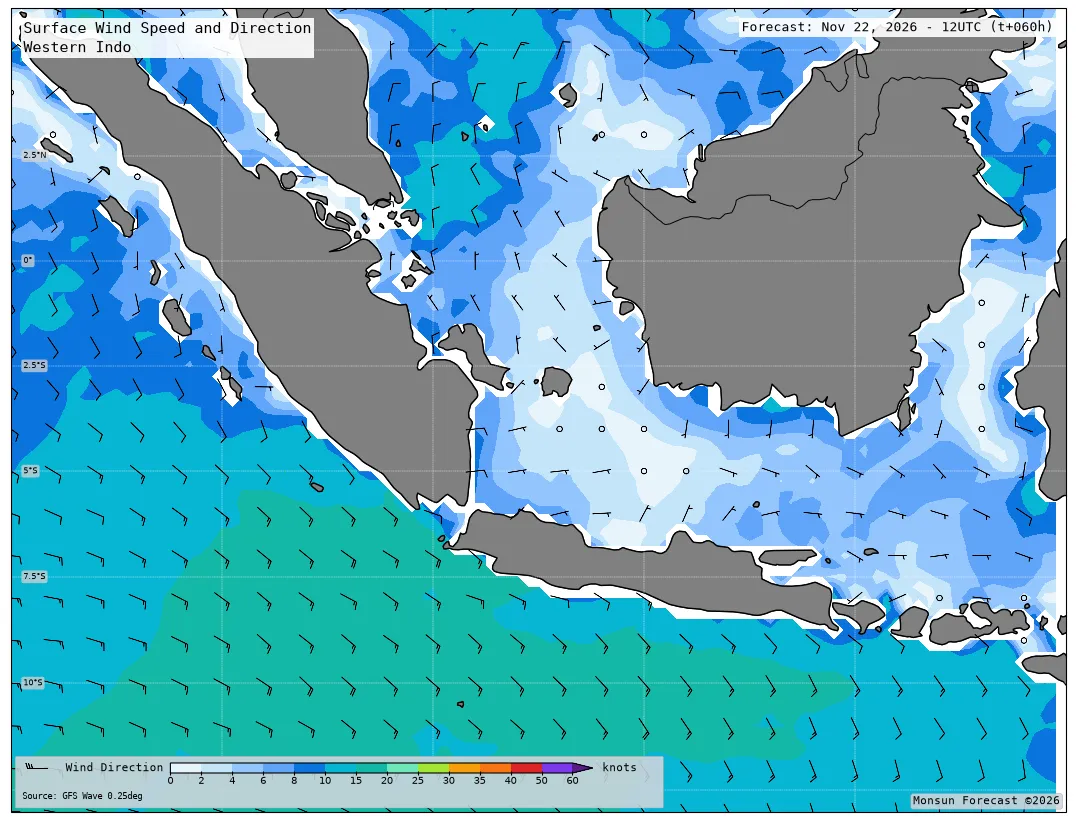 Surface Wind Speed and Direction
Western Indo
Forecast: Nov 22, 2026 - 12UTC (t+060h)
2.5°N
0°
2.5°S
5°S
7.5°S
10°S
Wind Direction
knots
0 2 4 6 8 10 15 20 25 30 35 40 50 60
Source: GFS Wave 0.25deg
Monsun Forecast ©2026